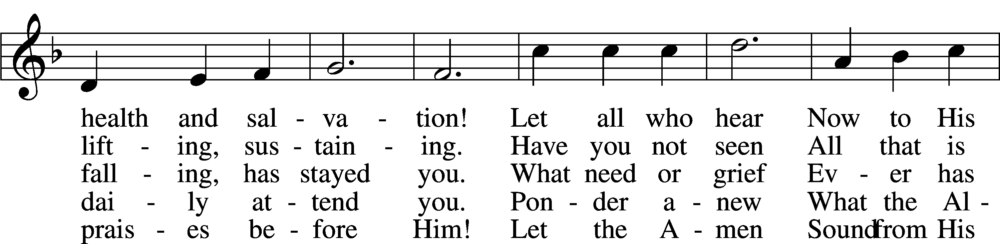 health and sal - va - tion! Let all who hear Now to His
lift - ing, sus - tain - ing. Have you not seen All that is
fall - ing, has stayed you. What need or grief Ev - er has
dai - ly at - tend you. Pon - der a - new What the Al -
prais - es be - fore Him! Let the A - men Sound from His